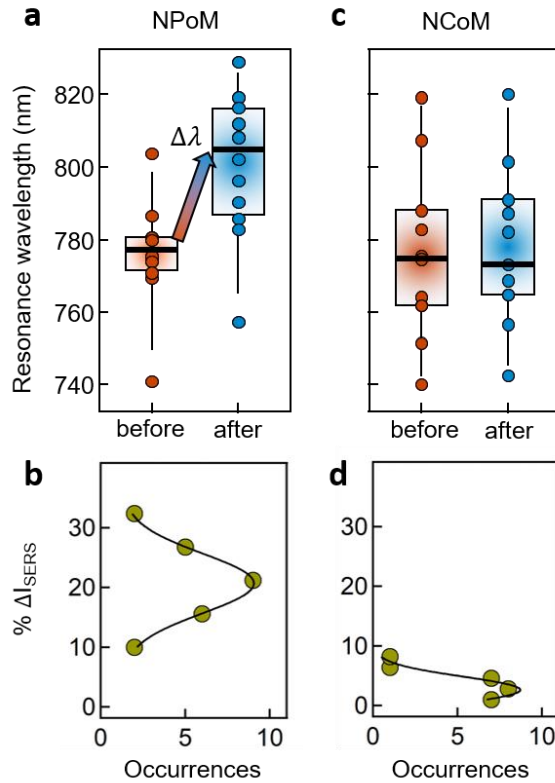 a
NPoM
c
NCoM
Resonance wavelength (nm)
820
800
780
760
740
Δλ
before
after
before
after
b
d
% ΔI_SERS
30
20
10
0
30
20
10
0
0
5
10
0
5
10
Occurrences
Occurrences